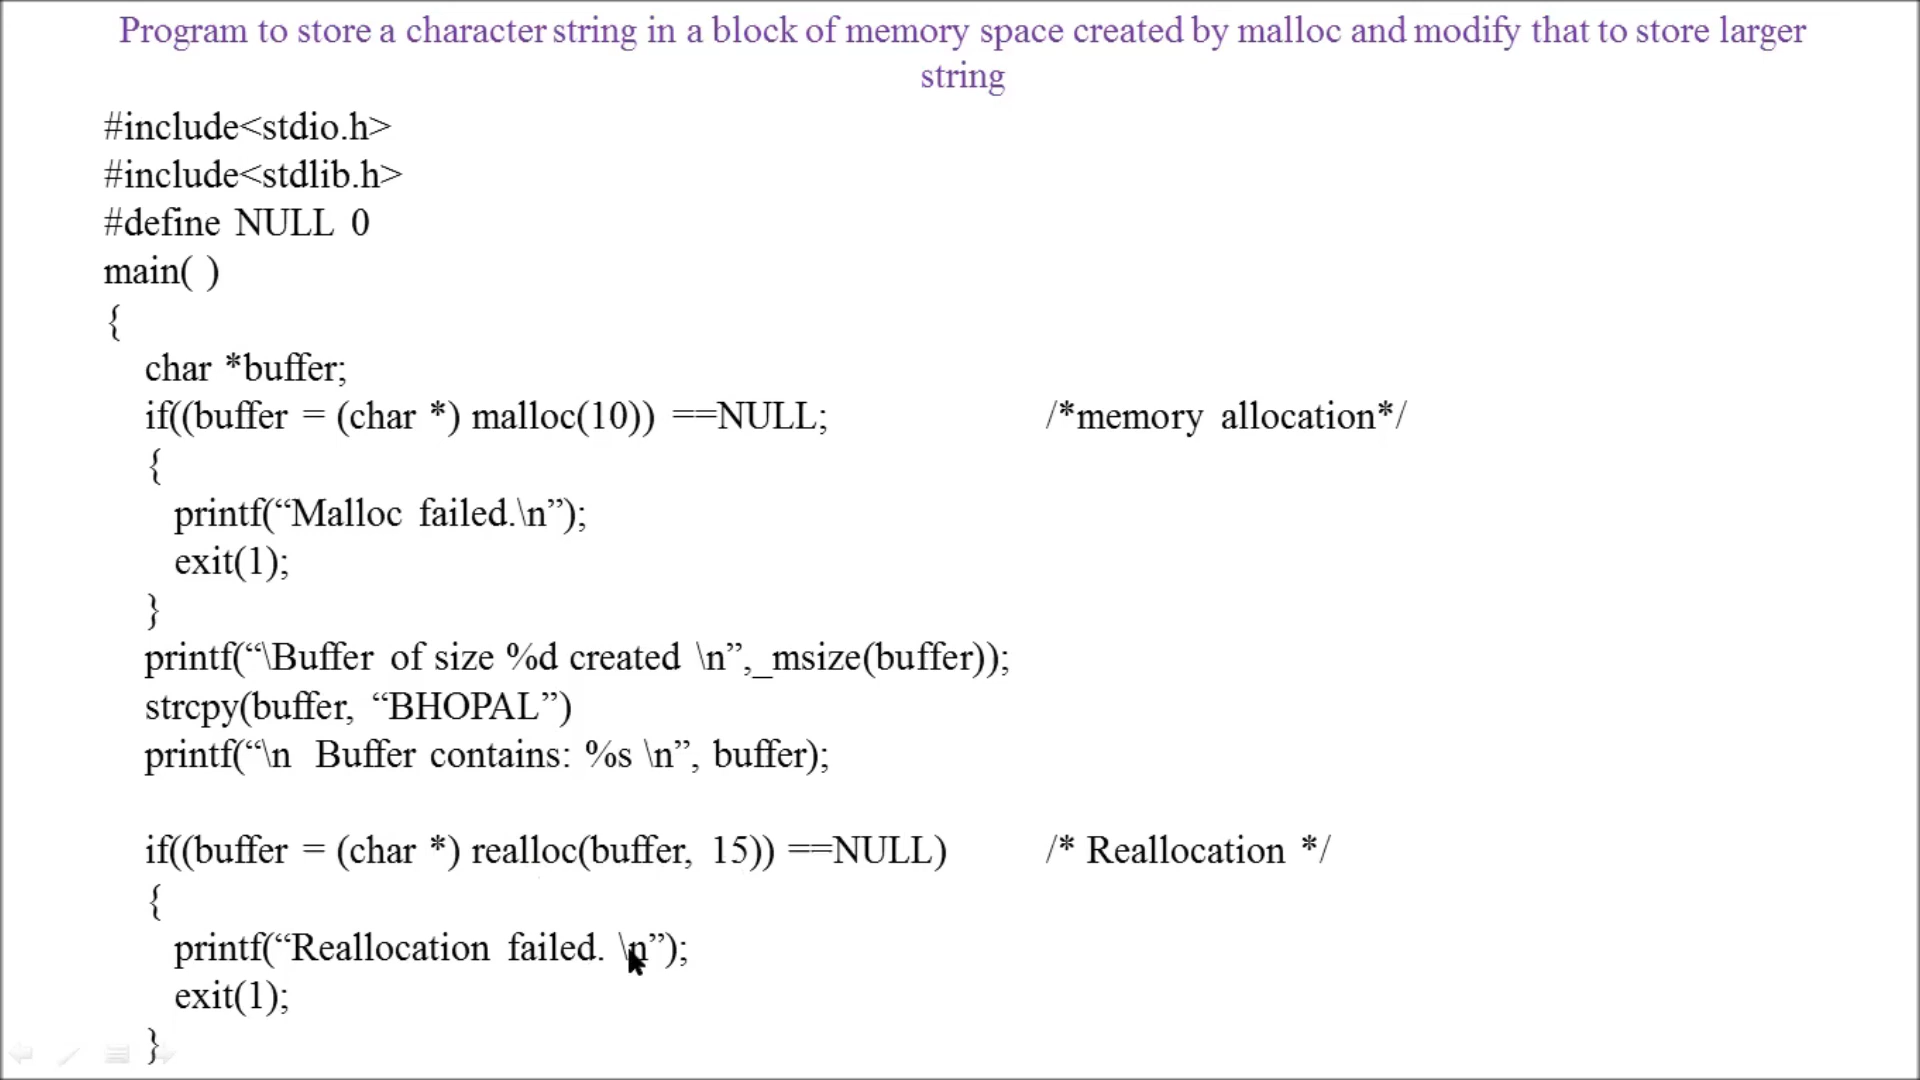 Program to store a character string in a block of memory space created by malloc and modify that to store larger
string
#include<stdio.h>
#include<stdlib.h>
#define NULL 0
main( )
{
char *buffer;
if((buffer = (char *) malloc(10)) ==NULL; /*memory allocation*/
{
printf(“Malloc failed.\n”);
exit(1);
}
printf(“\Buffer of size %d created \n”,_msize(buffer));
strcpy(buffer, “BHOPAL”)
printf(“\n Buffer contains: %s \n”, buffer);
if((buffer = (char *) realloc(buffer, 15)) ==NULL) /* Reallocation */
{
printf(“Reallocation failed. \n”);
exit(1);
}